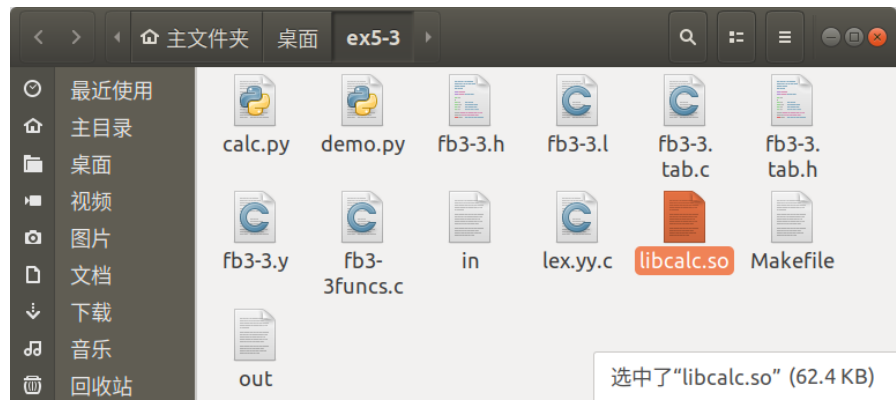 主文件夹 桌面 ex5-3
最近使用
主目录
桌面
视频
图片
文档
下载
音乐
回收站
calc.py demo.py fb3-3.h fb3-3.l fb3-3. fb3-3.
tab.c tab.h
fb3-3.y fb3- in lex.yy.c libcalc.so Makefile
3funcs.c
out
选中了“libcalc.so” (62.4 KB)